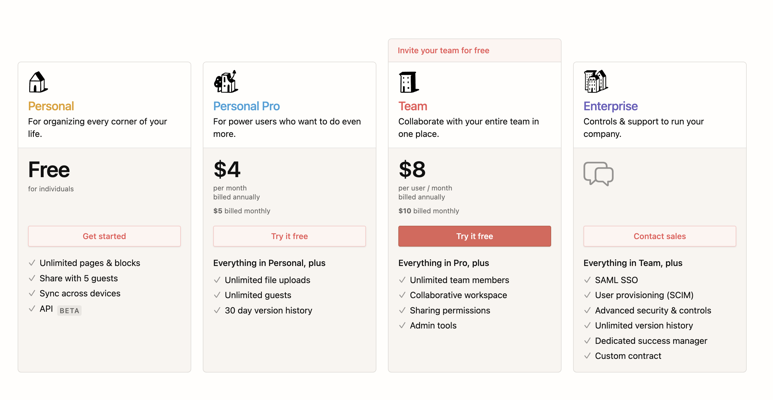 Invite your team for free
Personal
For organizing every corner of your
life.
Free
for individuals
Get started
Unlimited pages & blocks
Share with 5 guests
Sync across devices
API BETA
Personal Pro
For power users who want to do even
more.
$4
per month
billed annually
$5 billed monthly
Try it free
Everything in Personal, plus
Unlimited file uploads
Unlimited guests
30 day version history
Team
Collaborate with your entire team in
one place.
$8
per user / month
billed annually
$10 billed monthly
Try it free
Everything in Pro, plus
Unlimited team members
Collaborative workspace
Sharing permissions
Admin tools
Enterprise
Controls & support to run your
company.
Contact sales
Everything in Team, plus
SAML SSO
User provisioning (SCIM)
Advanced security & controls
Unlimited version history
Dedicated success manager
Custom contract